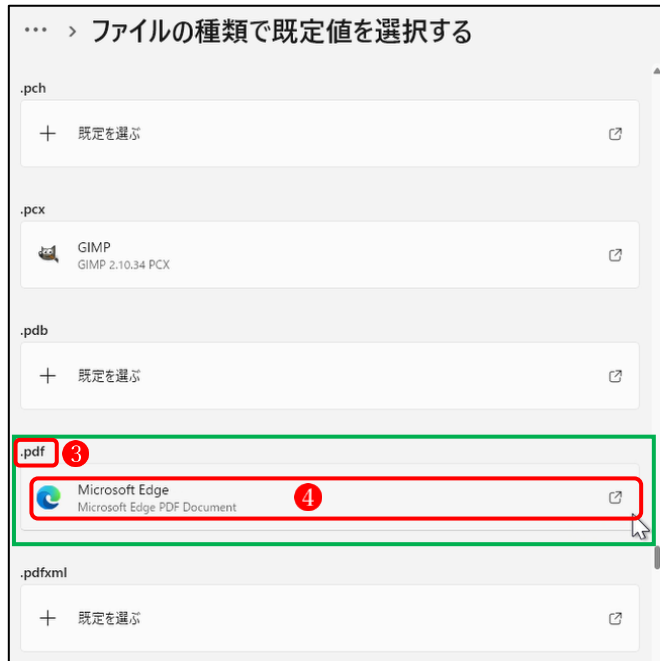 … > ファイルの種類で既定値を選択する
.pch
+ 既定を選ぶ
.pcx
GIMP
GIMP 2.10.34 PCX
.pdb
+ 既定を選ぶ
.pdf 3
Microsoft Edge
Microsoft Edge PDF Document
4
.pdfxml
+ 既定を選ぶ